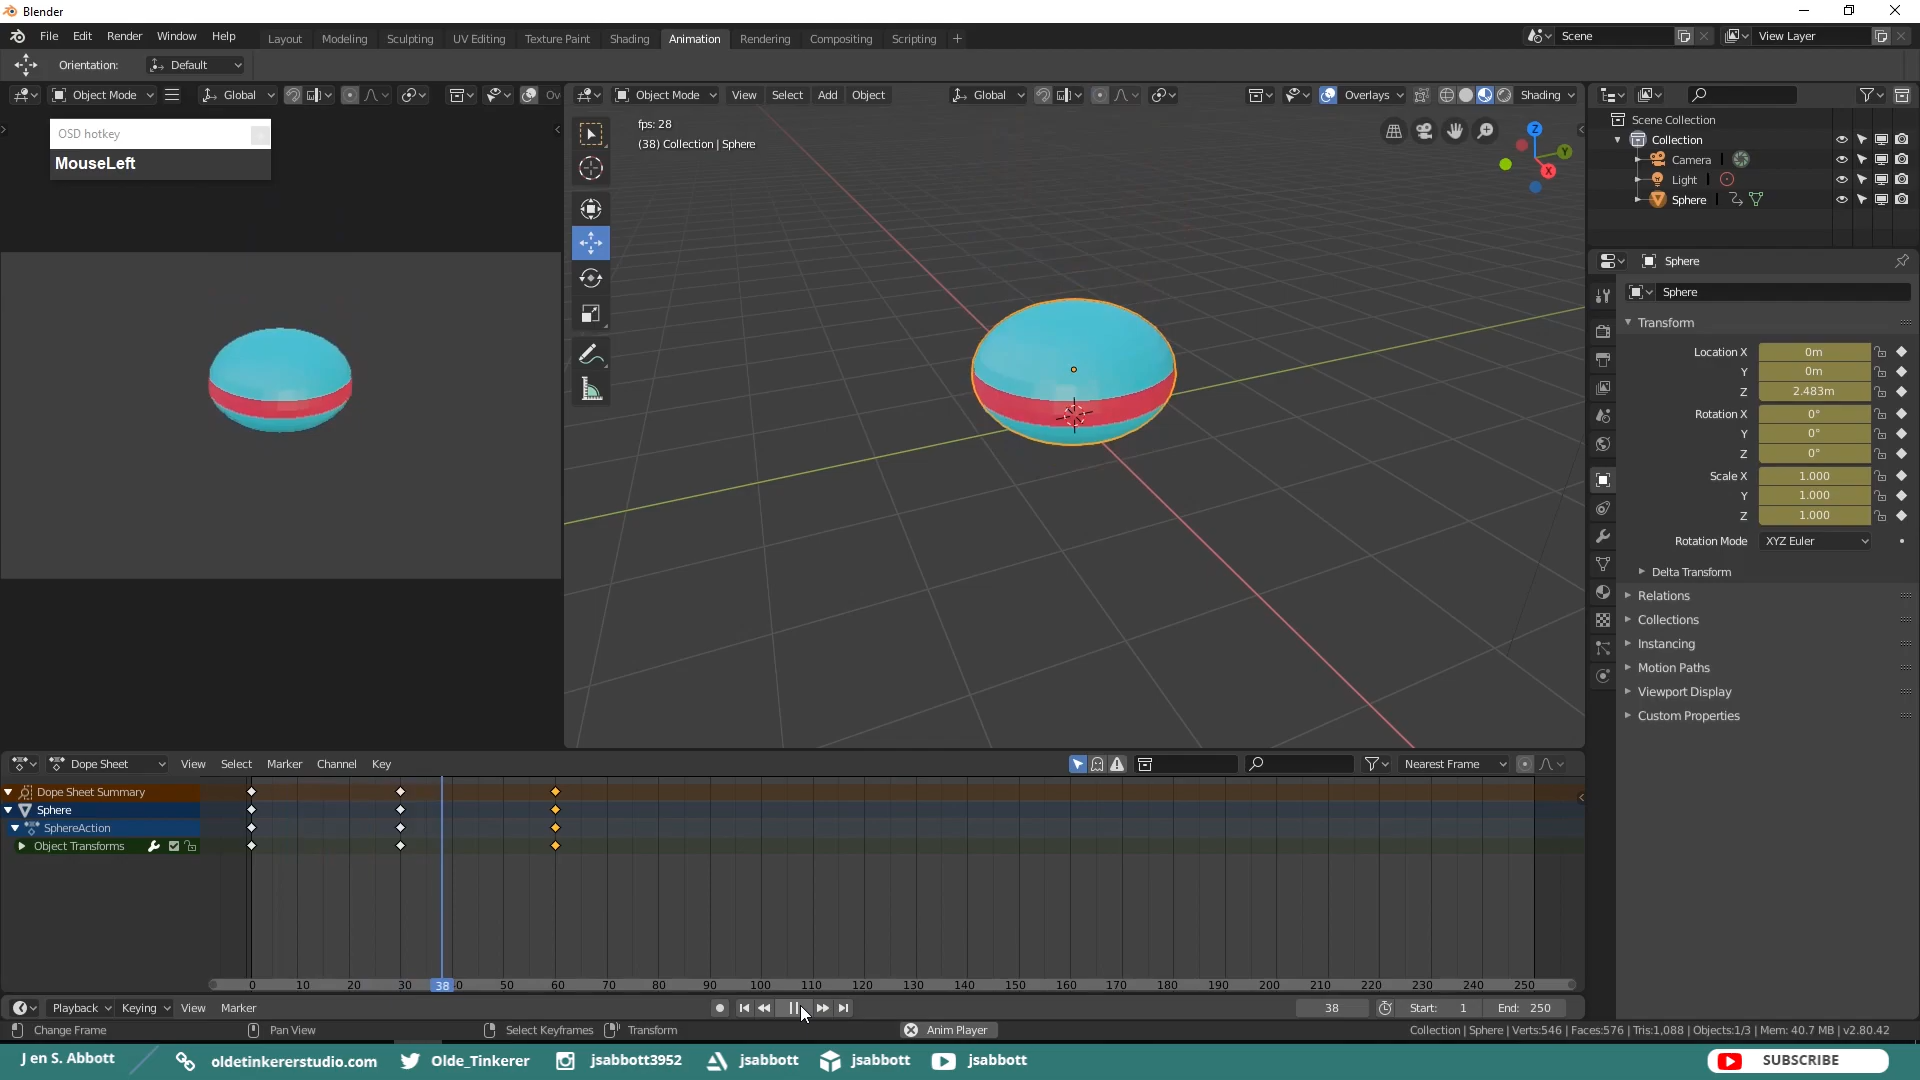 Blender
File Edit Render Window Help Layout Modeling Sculpting UV Editing Texture Paint Shading Animation Rendering Compositing Scripting + Scene View Layer
Orientation: Default
Object Mode Global Ov Object Mode View Select Add Object Global Overlays Shading
OSD hotkey
MouseLeft
fps: 28
(38) Collection | Sphere
Z
Y
X
Scene Collection
Collection
Camera
Light
Sphere
Sphere
Sphere
Transform
Location X 0m
Y 0m
Z 2.483m
Rotation X 0°
Y 0°
Z 0°
Scale X 1.000
Y 1.000
Z 1.000
Rotation Mode XYZ Euler
Delta Transform
Relations
Collections
Instancing
Motion Paths
Viewport Display
Custom Properties
Dope Sheet View Select Marker Channel Key Nearest Frame
Dope Sheet Summary
Sphere
SphereAction
Object Transforms
0 10 20 30 38 0 50 60 70 80 90 100 110 120 130 140 150 160 170 180 190 200 210 220 230 240 250
Playback Keying View Marker 38 Start: 1 End: 250
Change Frame Pan View Select Keyframes Transform Anim Player Collection | Sphere | Verts:546 | Faces:576 | Tris:1,088 | Objects:1/3 | Mem: 40.7 MB | v2.80.42
J en S. Abbott oldetinkererstudio.com Olde_Tinkerer jsabbott3952 jsabbott jsabbott jsabbott SUBSCRIBE